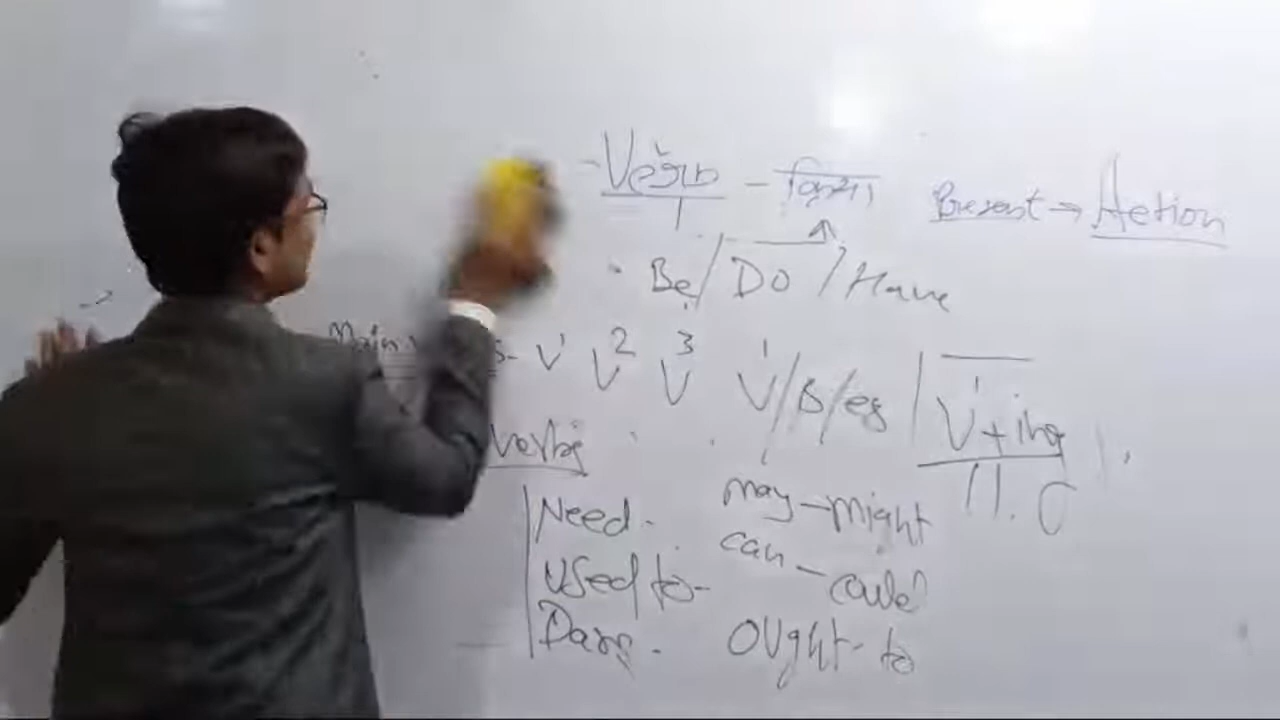 Verb - क्रिया Present → Action
Be / Do / Have
Main V¹ V² V³ V¹/s/es | V¹+ing
verbs
Need. may – might
used to- can – could
Dare. Ought-to